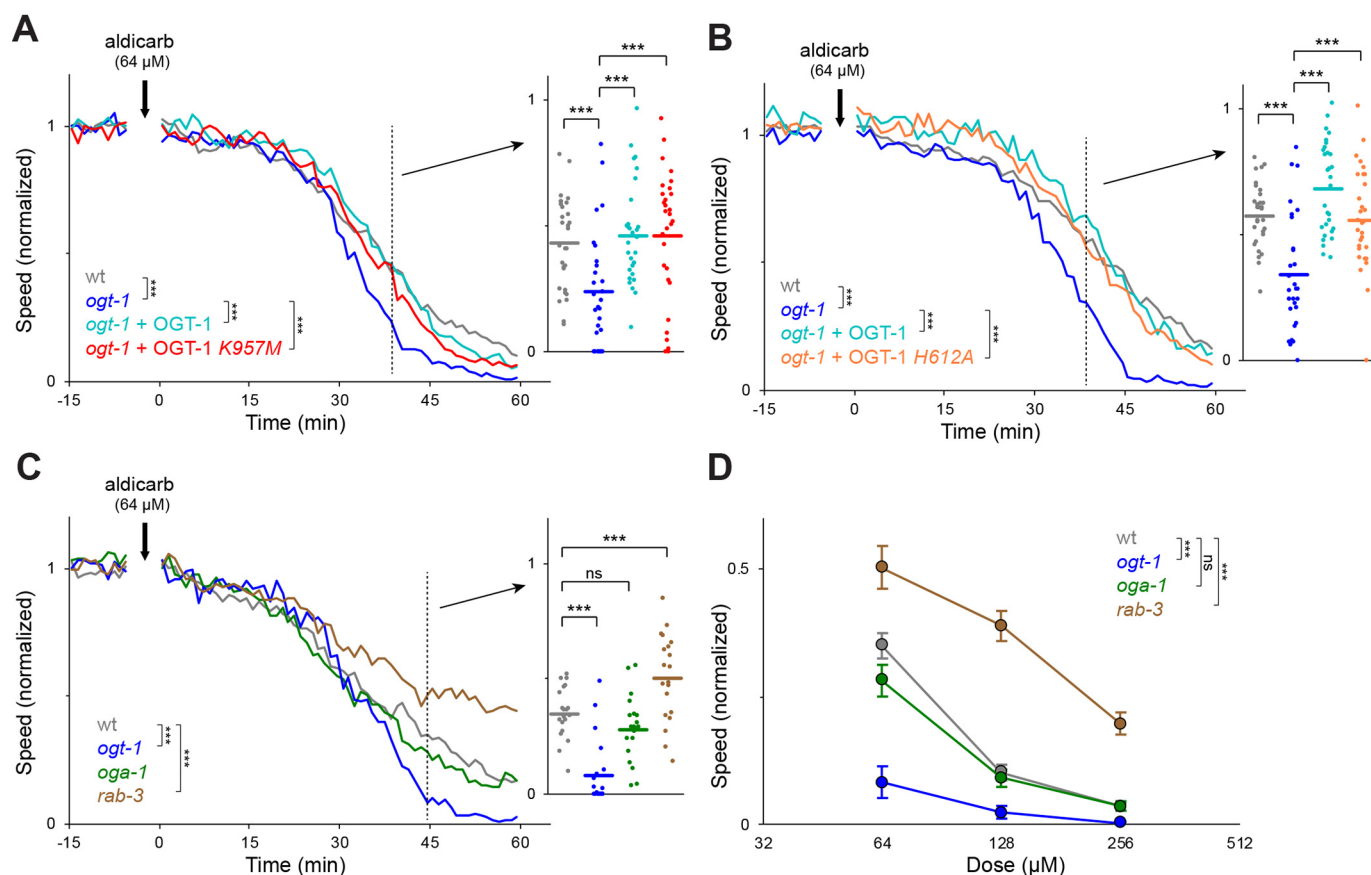 A
aldicarb
(64 µM)
Speed (normalized)
1
0
-15
0
15
30
45
60
Time (min)
wt
ogt-1
ogt-1 + OGT-1
ogt-1 + OGT-1 K957M
***
***
***
1
0
***
***
***
B
aldicarb
(64 µM)
Speed (normalized)
1
0
-15
0
15
30
45
60
Time (min)
wt
ogt-1
ogt-1 + OGT-1
ogt-1 + OGT-1 H612A
***
***
***
1
0
***
***
***
C
aldicarb
(64 µM)
Speed (normalized)
1
0
-15
0
15
30
45
60
Time (min)
wt
ogt-1
oga-1
rab-3
***
***
1
0
***
ns
***
D
Speed (normalized)
0.5
0
32
64
128
256
512
Dose (µM)
wt
ogt-1
oga-1
rab-3
***
ns
***